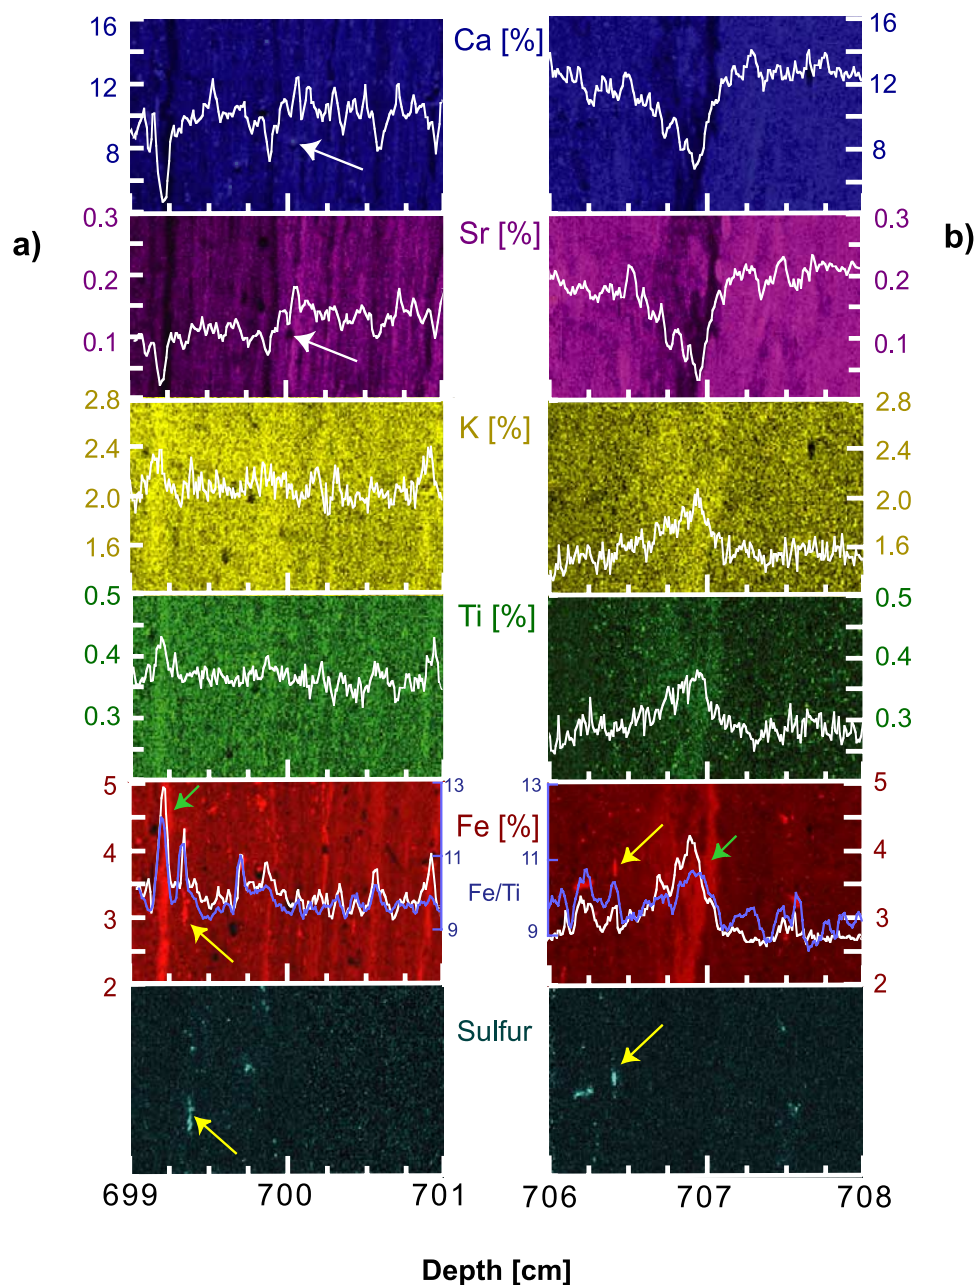 16 Ca [%] 16
12 12
8 8
a) b)
0.3 Sr [%] 0.3
0.2 0.2
0.1 0.1
2.8 K [%] 2.8
2.4 2.4
2.0 2.0
1.6 1.6
0.5 Ti [%] 0.5
0.4 0.4
0.3 0.3
5 13 13 5
4 Fe [%] 4
11 11
Fe/Ti
3 9 9 3
2 2
Sulfur
699 700 701 706 707 708
Depth [cm]